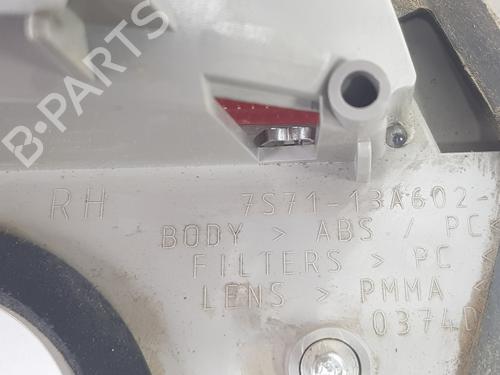 B-PARTS
RH 7S71-13A602-
BODY > ABS / PC
FILTERS > PC <
LENS > PMMA <
0374D